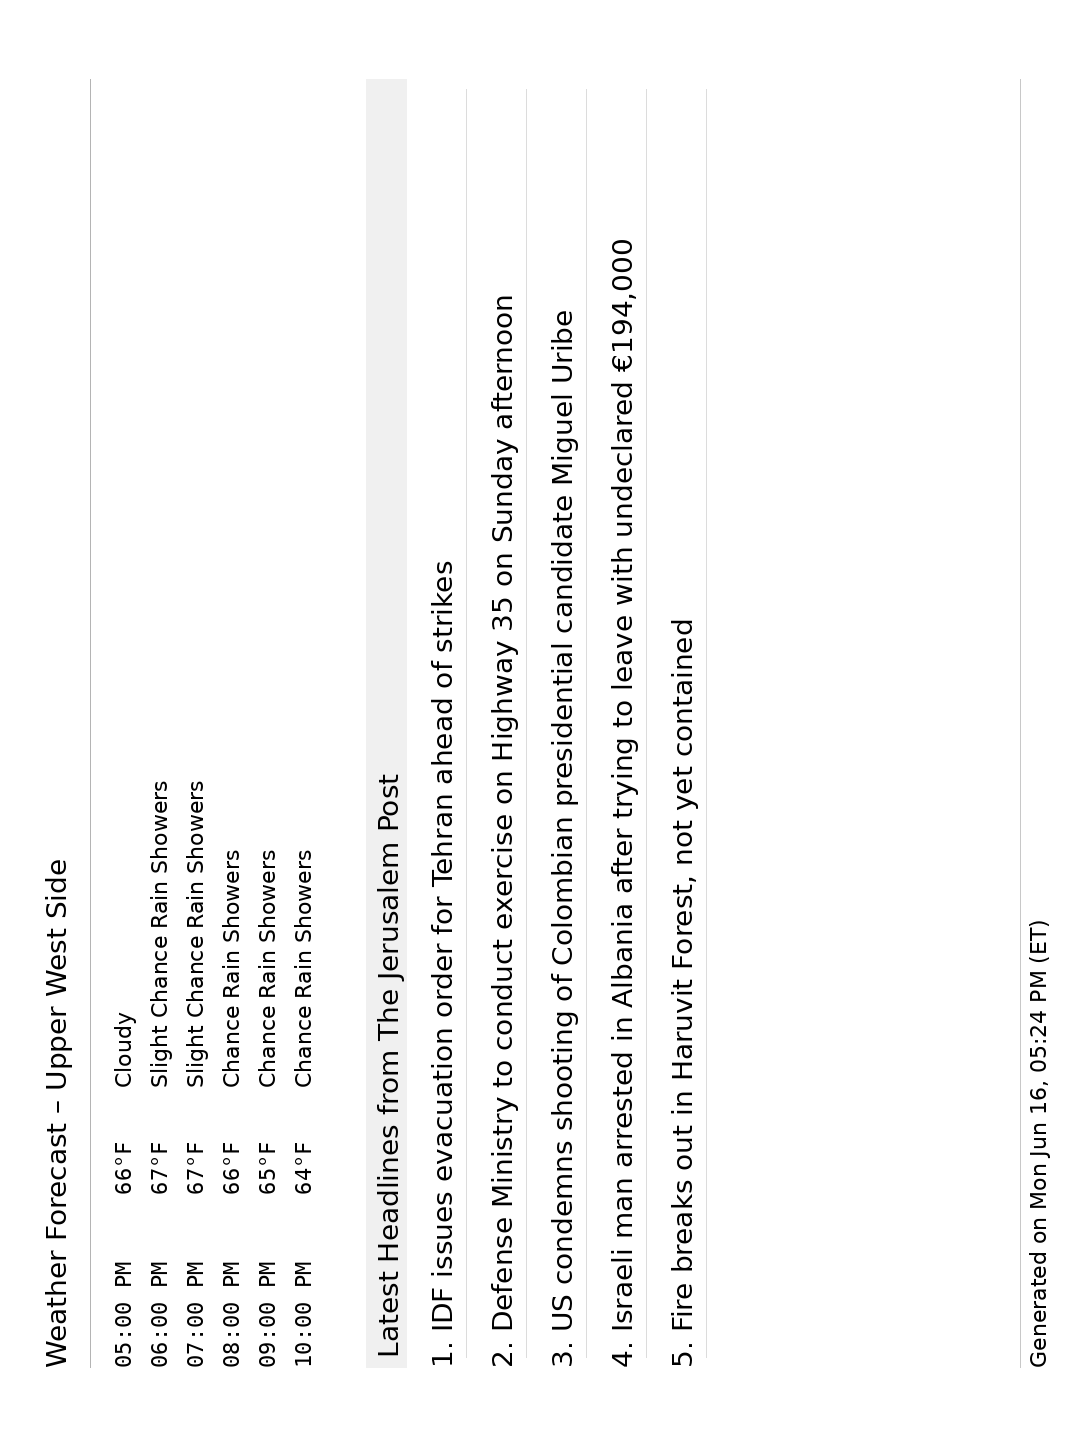 Weather Forecast – Upper West Side
05:00 PM 66°F Cloudy
06:00 PM 67°F Slight Chance Rain Showers
07:00 PM 67°F Slight Chance Rain Showers
08:00 PM 66°F Chance Rain Showers
09:00 PM 65°F Chance Rain Showers
10:00 PM 64°F Chance Rain Showers
Latest Headlines from The Jerusalem Post
1. IDF issues evacuation order for Tehran ahead of strikes
2. Defense Ministry to conduct exercise on Highway 35 on Sunday afternoon
3. US condemns shooting of Colombian presidential candidate Miguel Uribe
4. Israeli man arrested in Albania after trying to leave with undeclared €194,000
5. Fire breaks out in Haruvit Forest, not yet contained
Generated on Mon Jun 16, 05:24 PM (ET)